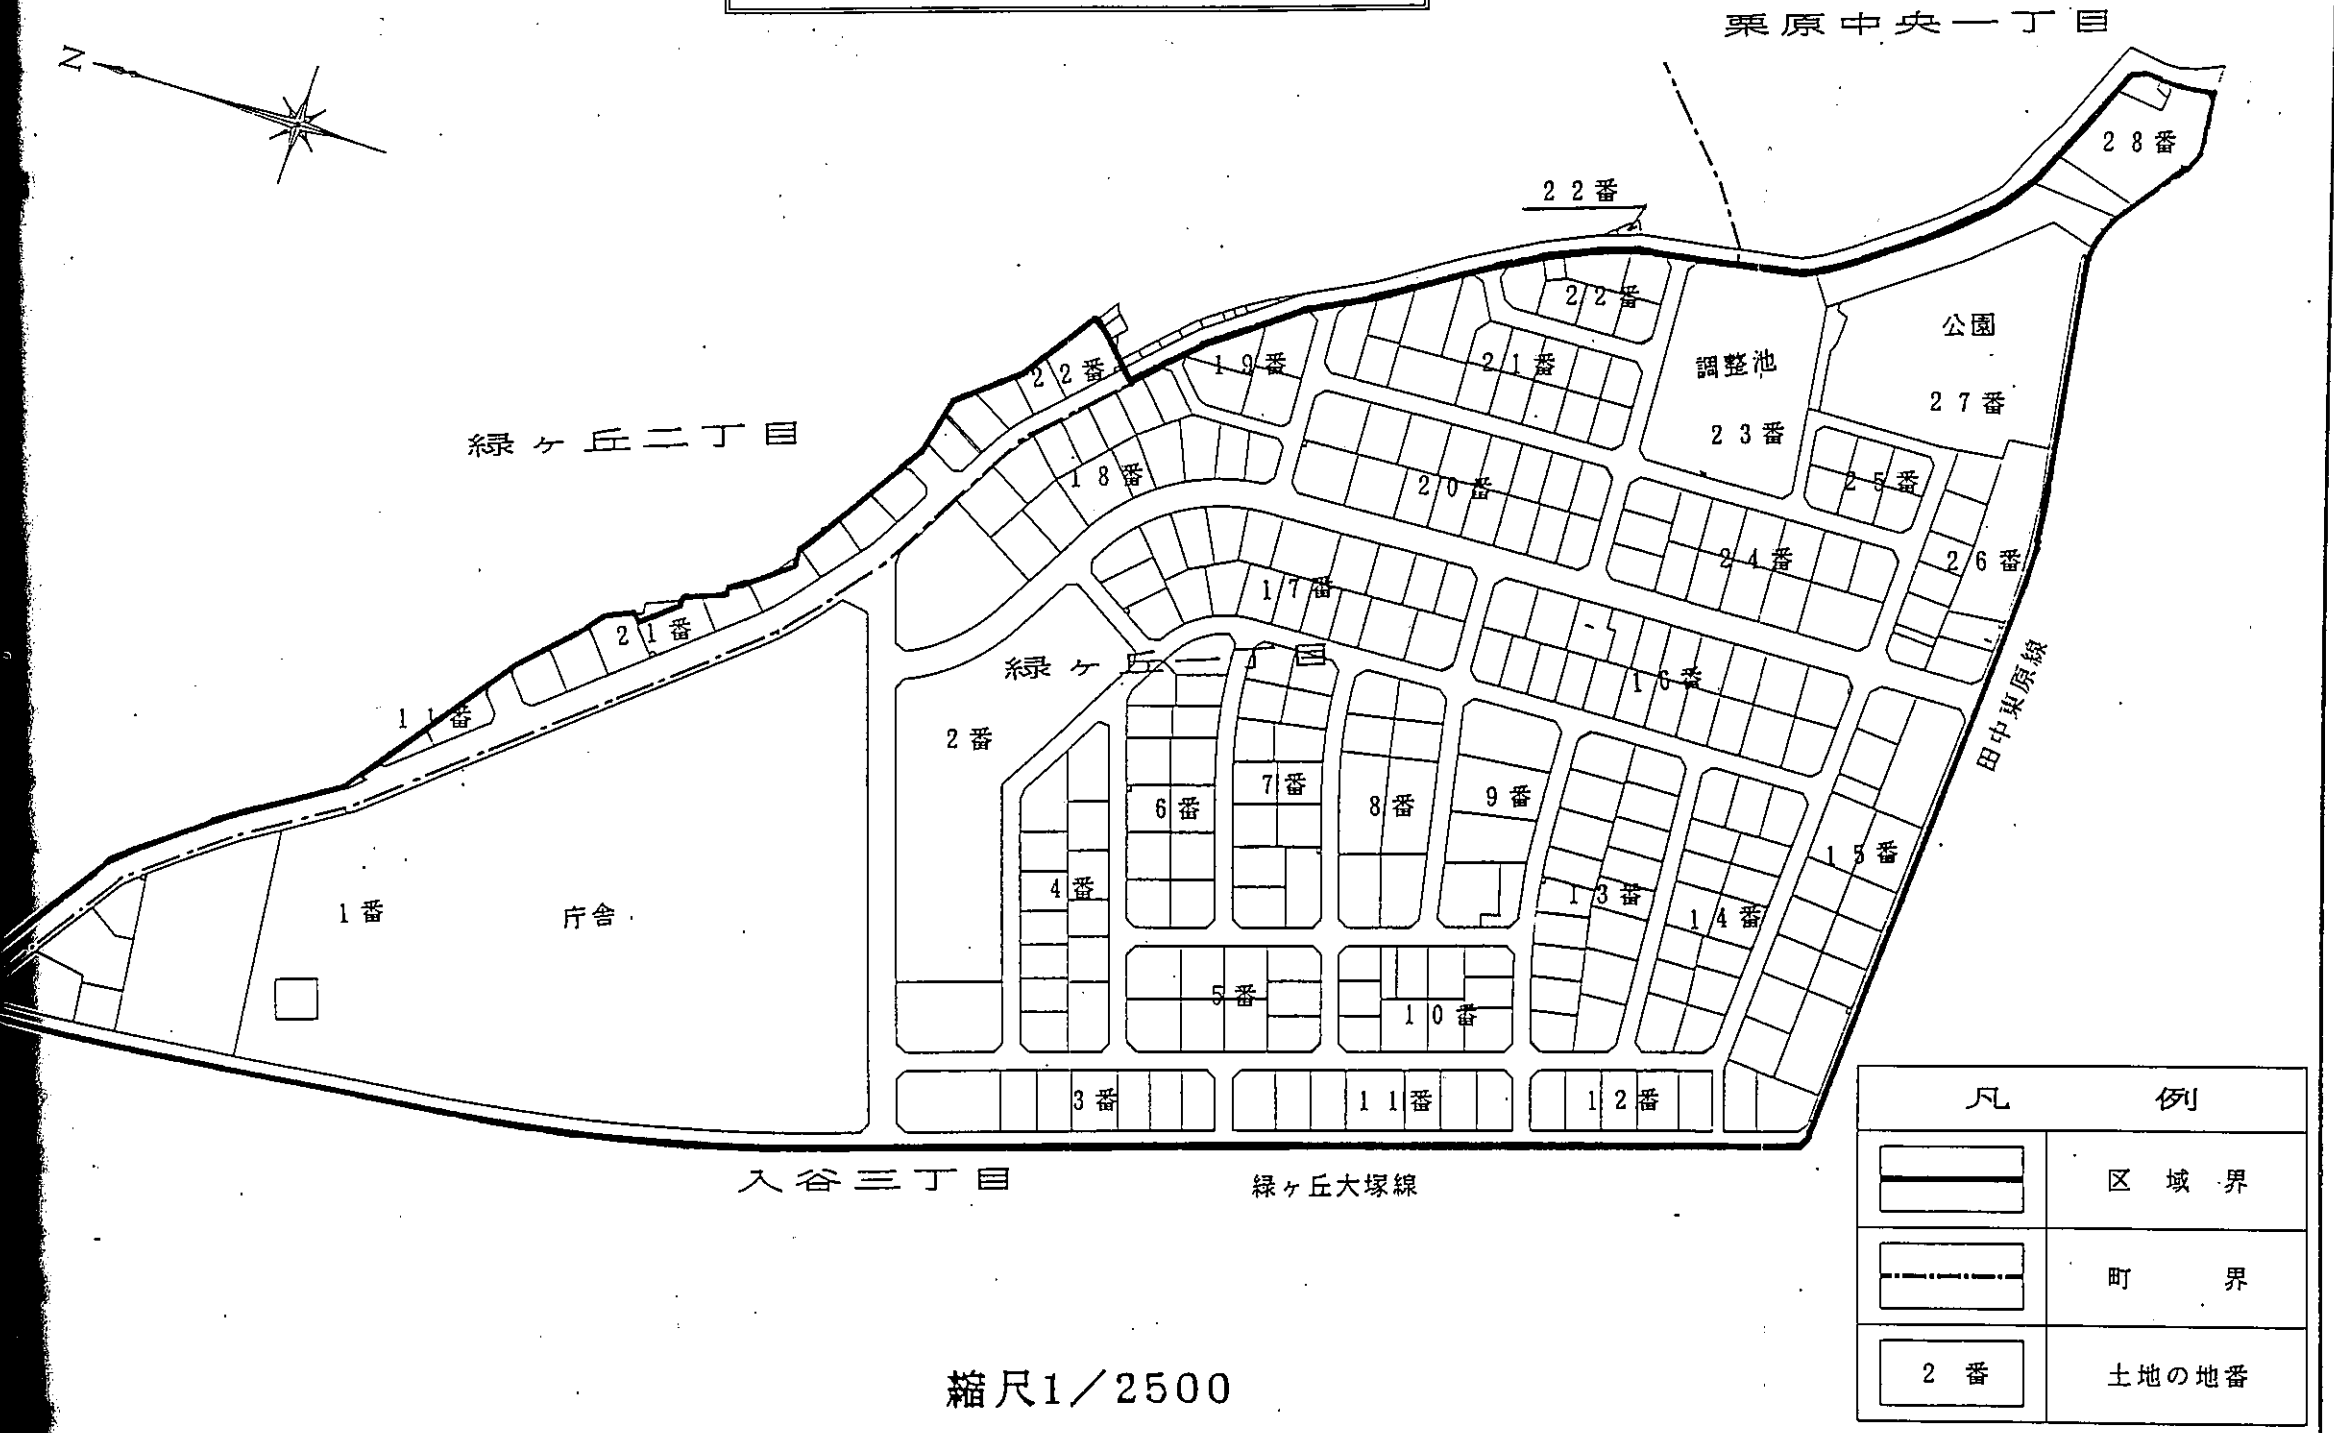 栗原中央一丁目
N
28番
22番
22番
公園
調整池
19番
21番
22番
27番
緑ヶ丘二丁目
23番
18番
20番
25番
24番
26番
17番
21番
緑ヶ丘一丁目
16番
田中東原線
11番
2番
7番
9番
6番
8番
15番
4番
13番
1番
庁舎
14番
5番
10番
3番
11番
12番
凡例
入谷三丁目
緑ヶ丘大塚線
区域界
町界
2番
土地の地番
縮尺1/2500